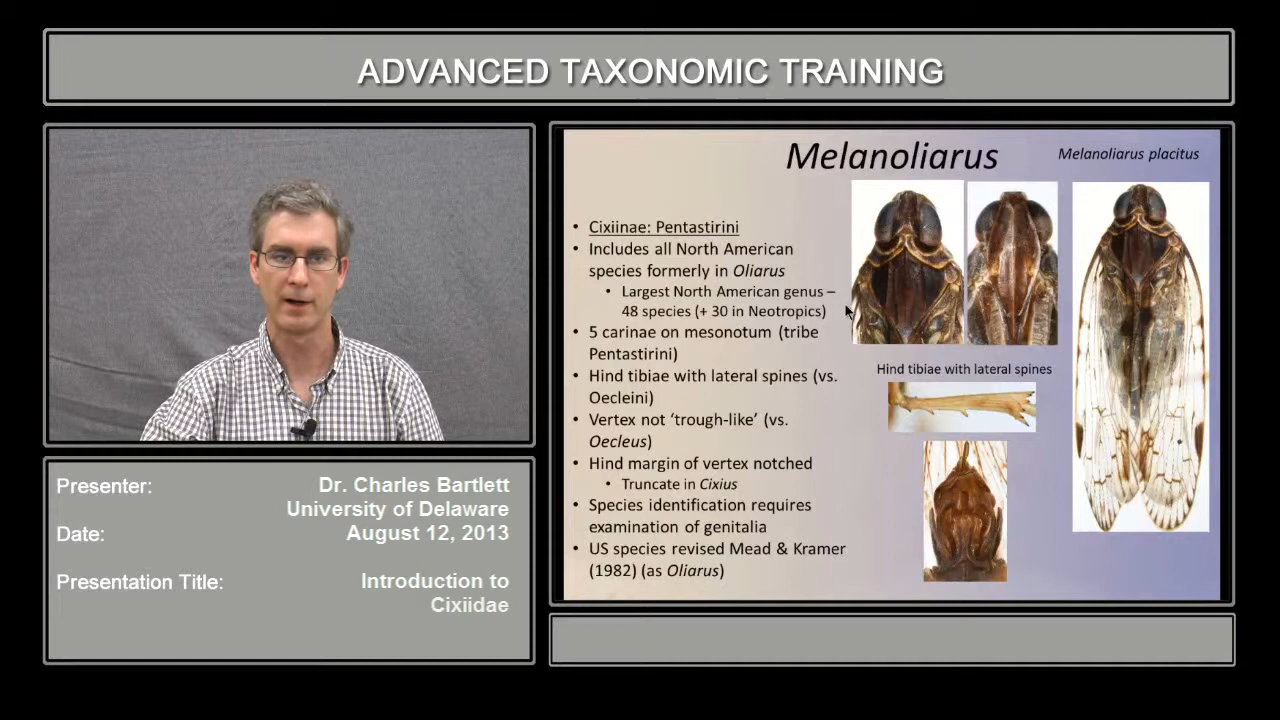 ADVANCED TAXONOMIC TRAINING
Melanoliarus
Melanoliarus placitus
• Cixiinae: Pentastirini
• Includes all North American
species formerly in Oliarus
• Largest North American genus –
48 species (+ 30 in Neotropics)
• 5 carinae on mesonotum (tribe
Pentastirini)
• Hind tibiae with lateral spines (vs.
Oecleini)
• Vertex not ‘trough-like’ (vs.
Oecleus)
• Hind margin of vertex notched
• Truncate in Cixius
• Species identification requires
examination of genitalia
• US species revised Mead & Kramer
(1982) (as Oliarus)
Hind tibiae with lateral spines
Presenter: Dr. Charles Bartlett
University of Delaware
Date: August 12, 2013
Presentation Title: Introduction to
Cixiidae